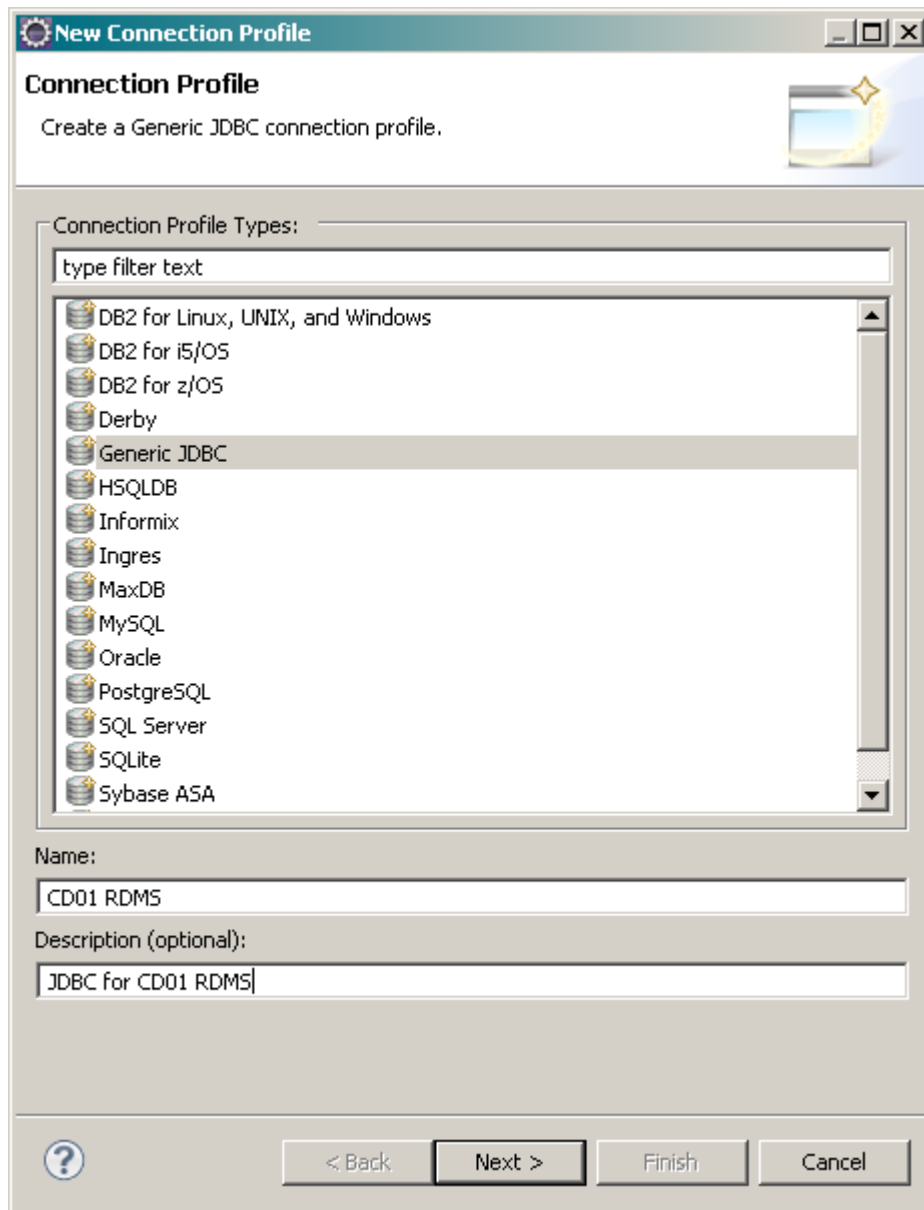 New Connection Profile
Connection Profile
Create a Generic JDBC connection profile.
Connection Profile Types:
type filter text
DB2 for Linux, UNIX, and Windows
DB2 for i5/OS
DB2 for z/OS
Derby
Generic JDBC
HSQLDB
Informix
Ingres
MaxDB
MySQL
Oracle
PostgreSQL
SQL Server
SQLite
Sybase ASA
Name:
CD01 RDMS
Description (optional):
JDBC for CD01 RDMS
? < Back Next > Finish Cancel